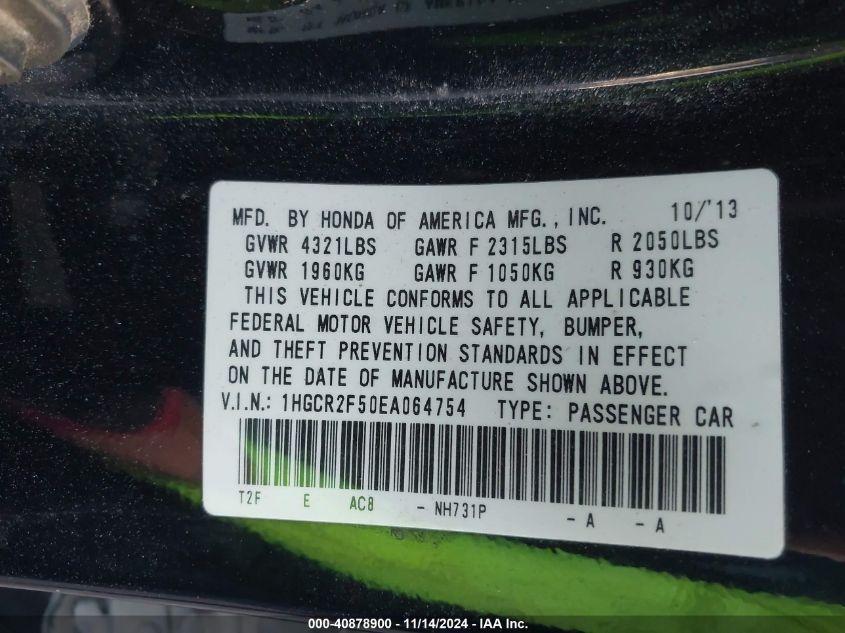 MFD. BY HONDA OF AMERICA MFG., INC. 10/'13
GVWR 4321LBS GAWR F 2315LBS R 2050LBS
GVWR 1960KG GAWR F 1050KG R 930KG
THIS VEHICLE CONFORMS TO ALL APPLICABLE
FEDERAL MOTOR VEHICLE SAFETY, BUMPER,
AND THEFT PREVENTION STANDARDS IN EFFECT
ON THE DATE OF MANUFACTURE SHOWN ABOVE.
V.I.N.: 1HGCR2F50EA064754 TYPE: PASSENGER CAR
T2F E AC8 - NH731P - A - A
000-40878900 - 11/14/2024 - IAA Inc.